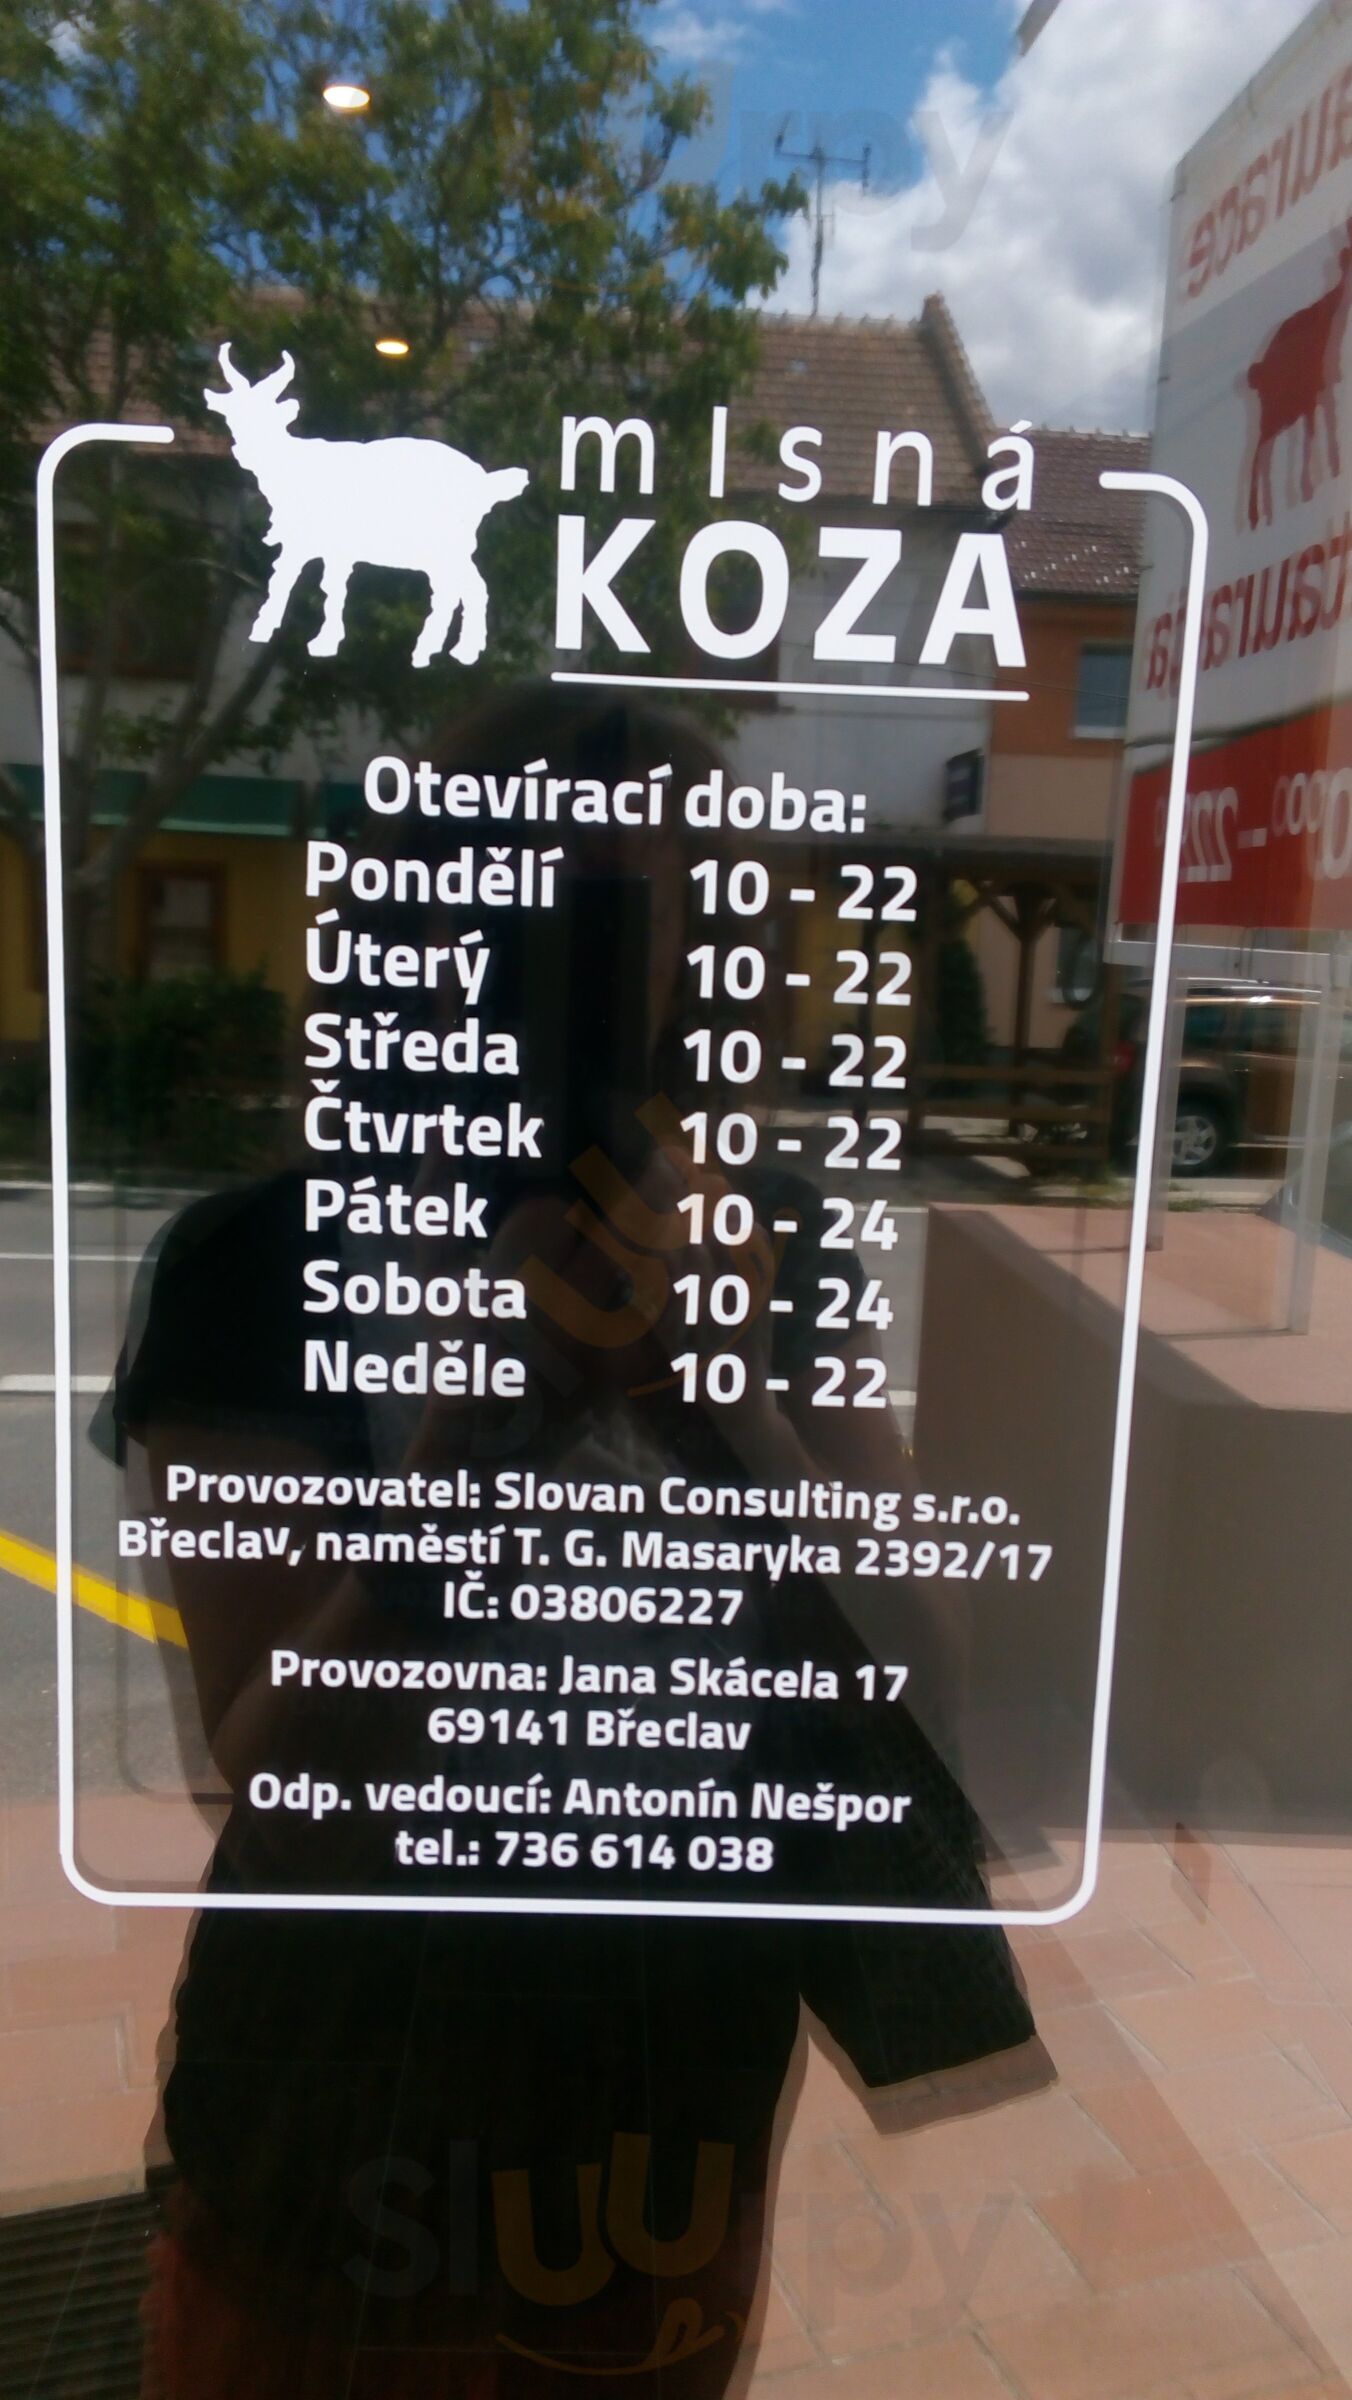 mlsná
KOZA
Otevírací doba:
Pondělí 10 - 22
Úterý 10 - 22
Středa 10 - 22
Čtvrtek 10 - 22
Pátek 10 - 24
Sobota 10 - 24
Neděle 10 - 22
Provozovatel: Slovan Consulting s.r.o.
Břeclav, naměstí T. G. Masaryka 2392/17
IČ: 03806227
Provozovna: Jana Skácela 17
69141 Břeclav
Odp. vedoucí: Antonín Nešpor
tel.: 736 614 038
sluurpy